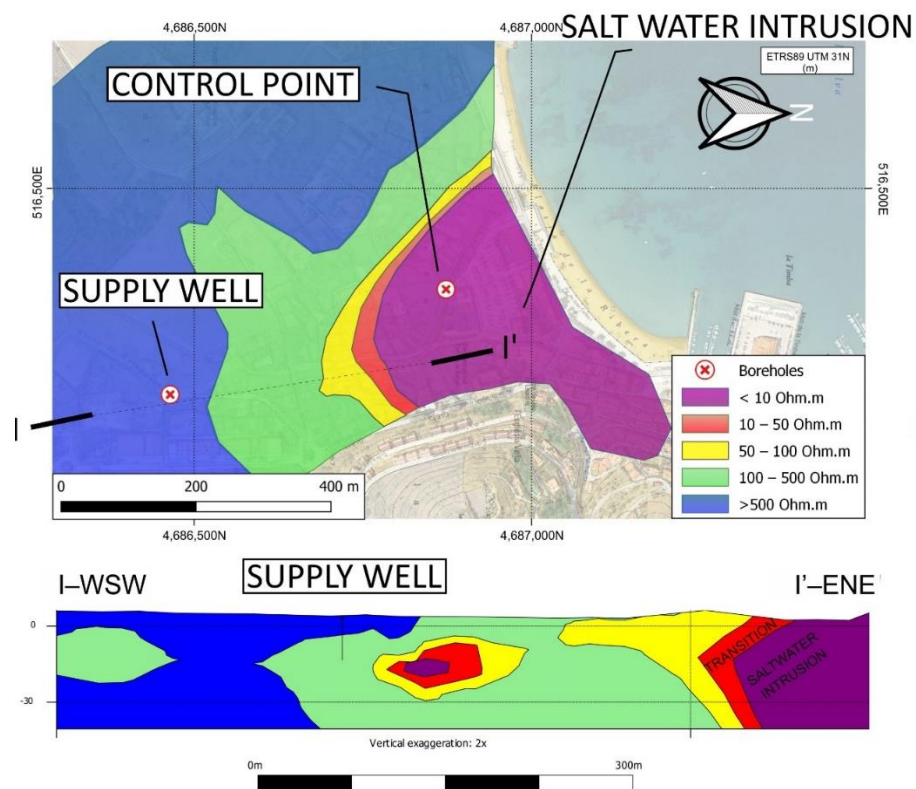 4,686,500N
4,687,000N
SALT WATER INTRUSION
ETRS89 UTM 31N
(m)
CONTROL POINT
N
516,500E
516,500E
SUPPLY WELL
la Timba
I'
I
Boreholes
< 10 Ohm.m
10 – 50 Ohm.m
50 – 100 Ohm.m
100 – 500 Ohm.m
>500 Ohm.m
0 200 400 m
4,686,500N
4,687,000N
I–WSW
SUPPLY WELL
I'–ENE
0
TRANSITION
SALTWATER
INTRUSION
-30
Vertical exaggeration: 2x
0m
300m